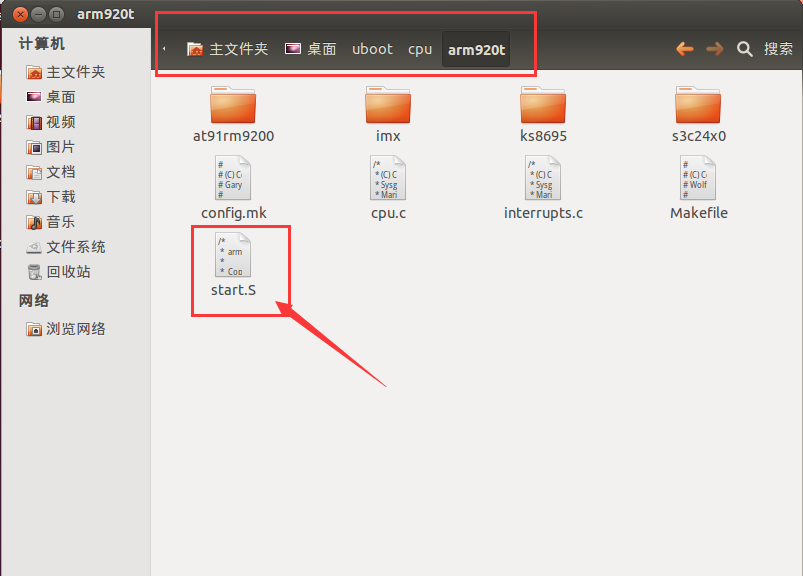 arm920t
计算机
主文件夹
桌面
视频
图片
文档
下载
音乐
文件系统
回收站
网络
浏览网络
主文件夹 桌面 uboot cpu arm920t
搜索
at91rm9200 imx ks8695 s3c24x0
config.mk cpu.c interrupts.c Makefile
start.S